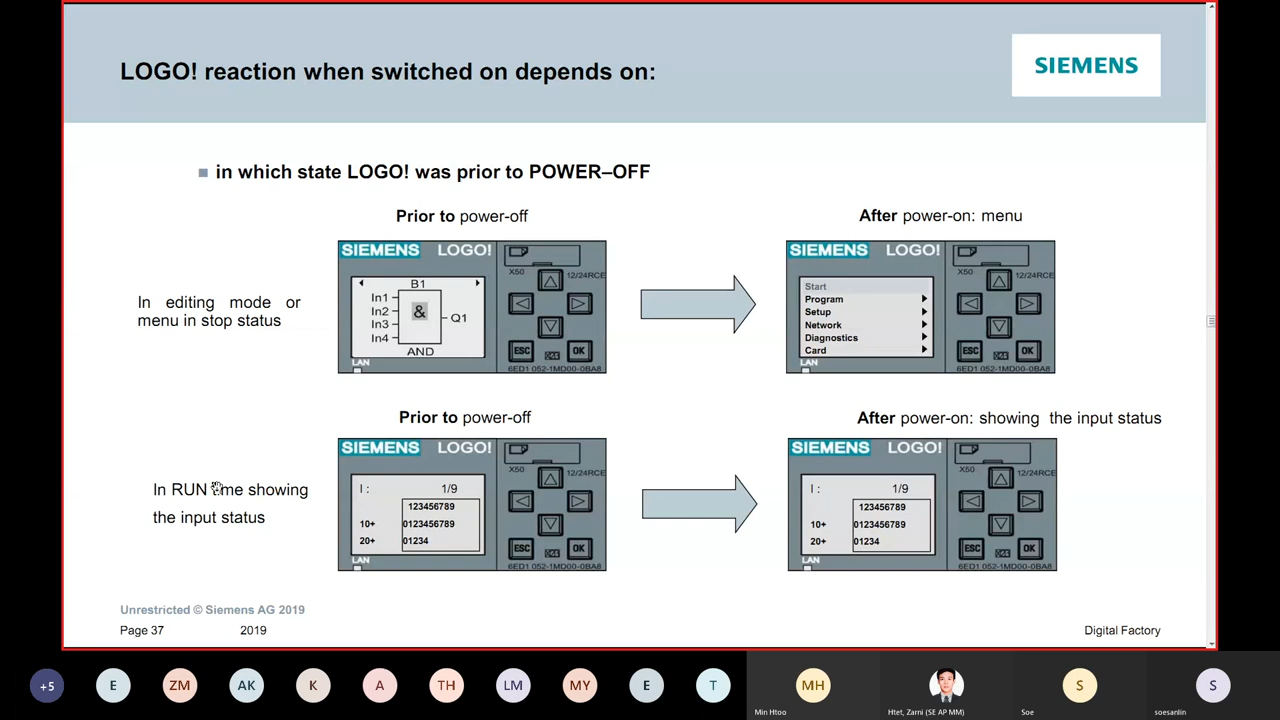 LOGO! reaction when switched on depends on:
SIEMENS
in which state LOGO! was prior to POWER–OFF
Prior to power-off
After power-on: menu
In editing mode or
menu in stop status
SIEMENS LOGO!
X50
12/24RCE
B1
In1
In2
In3
In4
&
Q1
AND
ESC
OK
LAN
6ED1 052-1MD00-0BA8
SIEMENS LOGO!
X50
12/24RCE
Start
Program
Setup
Network
Diagnostics
Card
ESC
OK
LAN
6ED1 052-1MD00-0BA8
Prior to power-off
After power-on: showing the input status
In RUN me showing
the input status
SIEMENS LOGO!
X50
12/24RCE
I : 1/9
123456789
10+ 0123456789
20+ 01234
ESC
OK
LAN
6ED1 052-1MD00-0BA8
SIEMENS LOGO!
X50
12/24RCE
I : 1/9
123456789
10+ 0123456789
20+ 01234
ESC
OK
LAN
6ED1 052-1MD00-0BA8
Unrestricted © Siemens AG 2019
Page 37 2019 Digital Factory
+5 E ZM AK K A TH LM MY E T MH S S
Min Htoo Htet, Zarni (SE AP MM) Soe soesanlin